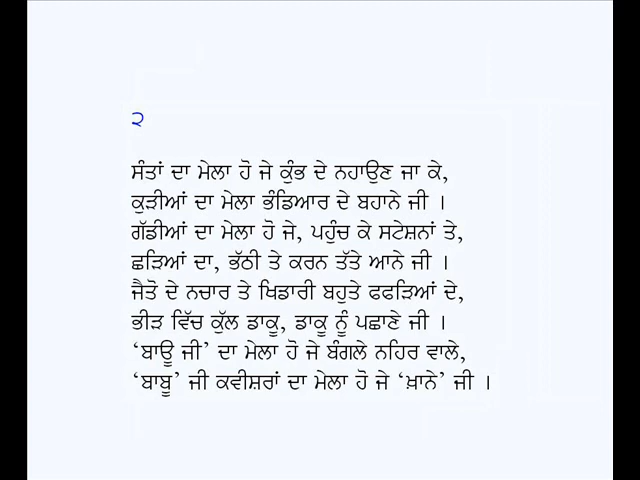 ੨
ਸੰਤਾਂ ਦਾ ਮੇਲਾ ਹੋ ਜੇ ਕੁੰਭ ਦੇ ਨਹਾਉਣ ਜਾ ਕੇ,
ਕੁੜੀਆਂ ਦਾ ਮੇਲਾ ਭੰਡਿਆਰ ਦੇ ਬਹਾਨੇ ਜੀ ।
ਗੱਡੀਆਂ ਦਾ ਮੇਲਾ ਹੋ ਜੇ, ਪਹੁੰਚ ਕੇ ਸਟੇਸ਼ਨਾਂ ਤੇ,
ਛੜਿਆਂ ਦਾ, ਭੱਠੀ ਤੇ ਕਰਨ ਤੱਤੇ ਆਨੇ ਜੀ ।
ਜੈਤੋ ਦੇ ਨਚਾਰ ਤੇ ਖਿਡਾਰੀ ਬਹੁਤੇ ਫਫੜਿਆਂ ਦੇ,
ਭੀੜ ਵਿੱਚ ਕੁੱਲ ਡਾਕੂ, ਡਾਕੂ ਨੂੰ ਪਛਾਣੇ ਜੀ ।
‘ਬਾਊ ਜੀ’ ਦਾ ਮੇਲਾ ਹੋ ਜੇ ਬੰਗਲੇ ਨਹਿਰ ਵਾਲੇ,
‘ਬਾਬੂ’ ਜੀ ਕਵੀਸ਼ਰਾਂ ਦਾ ਮੇਲਾ ਹੋ ਜੇ ‘ਖ਼ਾਨੇ’ ਜੀ ।